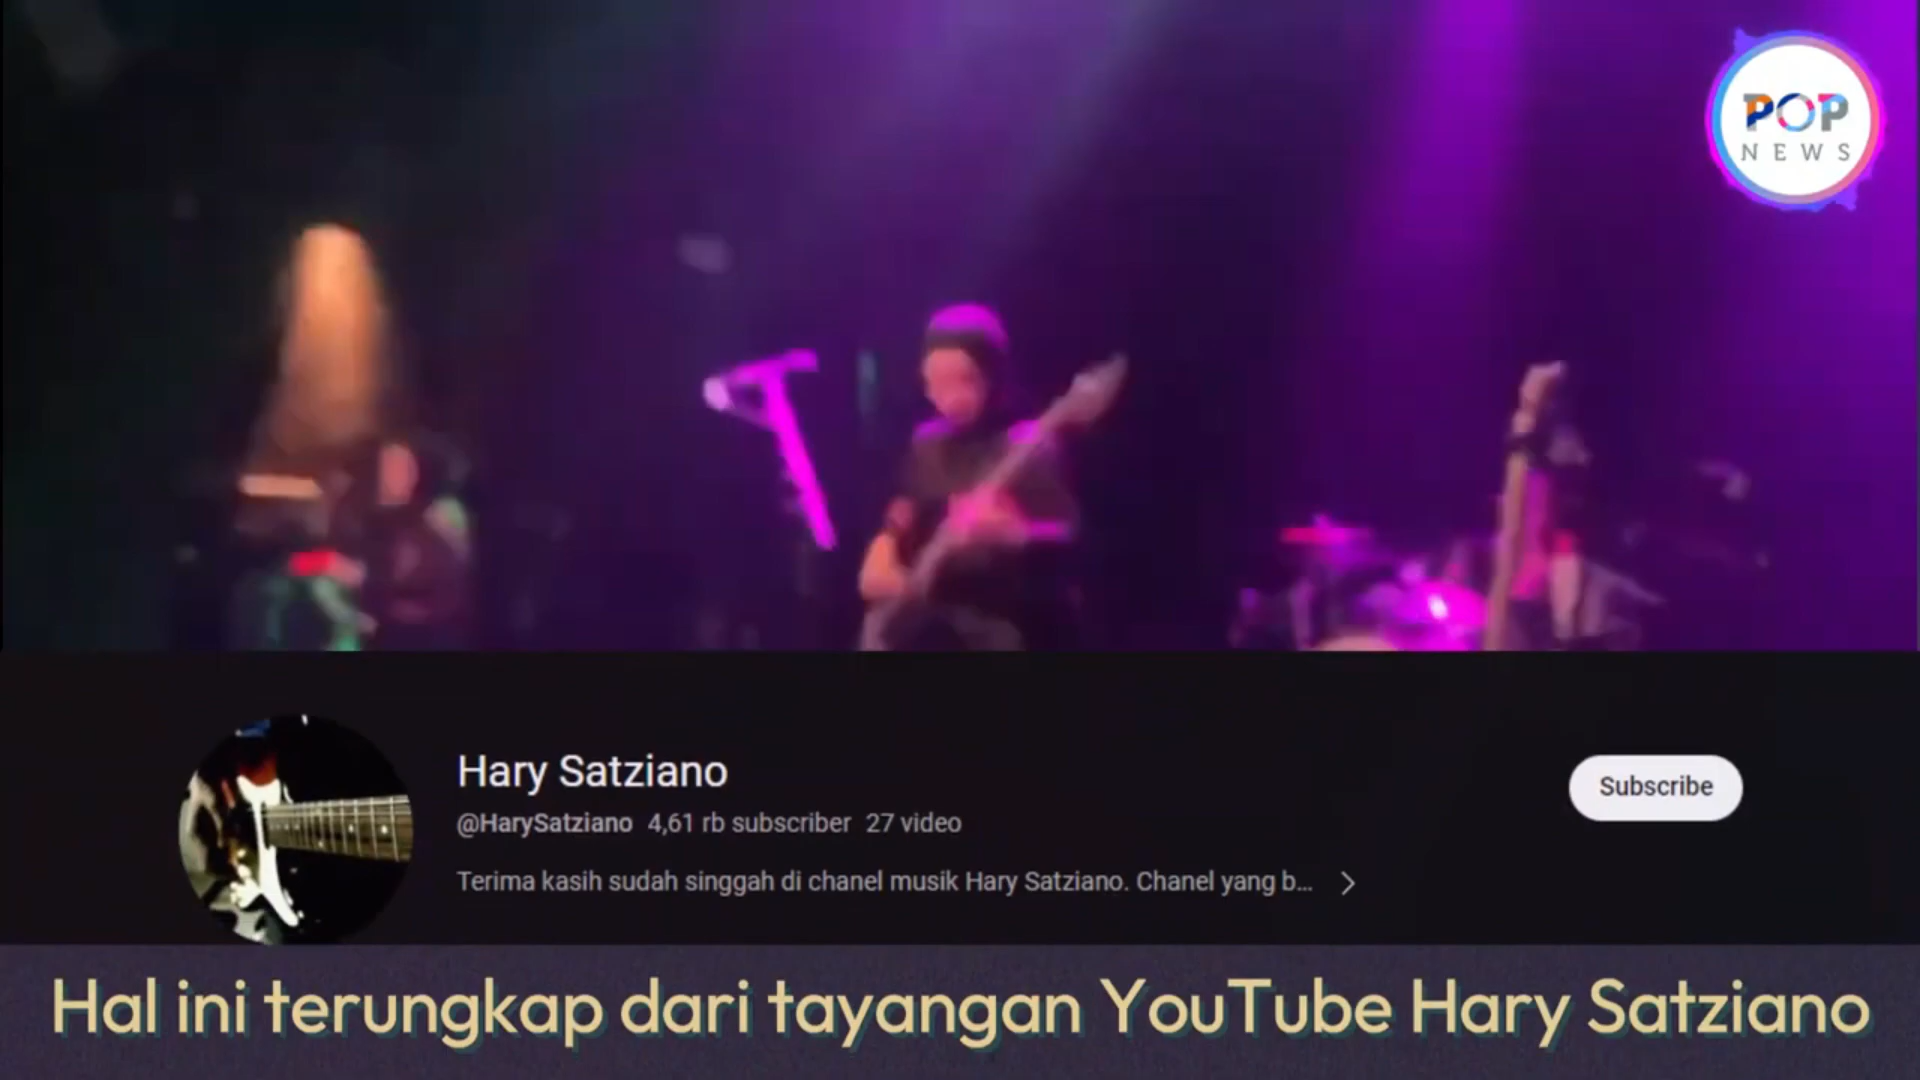 POP
NEWS
Hary Satziano
Subscribe
@HarySatziano 4,61 rb subscriber 27 video
Terima kasih sudah singgah di chanel musik Hary Satziano. Chanel yang b...
Hal ini terungkap dari tayangan YouTube Hary Satziano